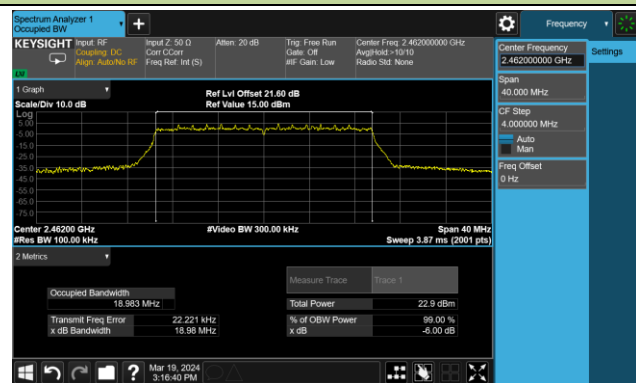 Spectrum Analyzer 1
Occupied BW
Frequency
KEYSIGHT
Input: RF
Coupling: DC
Align: Auto/No RF
Input Z: 50 Ω
Corr CCorr
Freq Ref: Int (S)
Atten: 20 dB
Trig: Free Run
Gate: Off
#IF Gain: Low
Center Freq: 2.462000000 GHz
Avg|Hold:>10/10
Radio Std: None
1 Graph
Scale/Div 10.0 dB
Ref Lvl Offset 21.60 dB
Ref Value 15.00 dBm
Log
5.00
-5.00
-15.0
-25.0
-35.0
-45.0
-55.0
-65.0
-75.0
Center 2.46200 GHz
#Res BW 100.00 kHz
#Video BW 300.00 kHz
Span 40 MHz
Sweep 3.87 ms (2001 pts)
2 Metrics
Measure Trace
Trace 1
Occupied Bandwidth
18.983 MHz
Total Power
22.9 dBm
Transmit Freq Error
22.221 kHz
% of OBW Power
99.00 %
x dB Bandwidth
18.98 MHz
x dB
-6.00 dB
Center Frequency
2.462000000 GHz
Settings
Span
40.000 MHz
CF Step
4.000000 MHz
Auto
Man
Freq Offset
0 Hz
?
Mar 19, 2024
3:16:40 PM